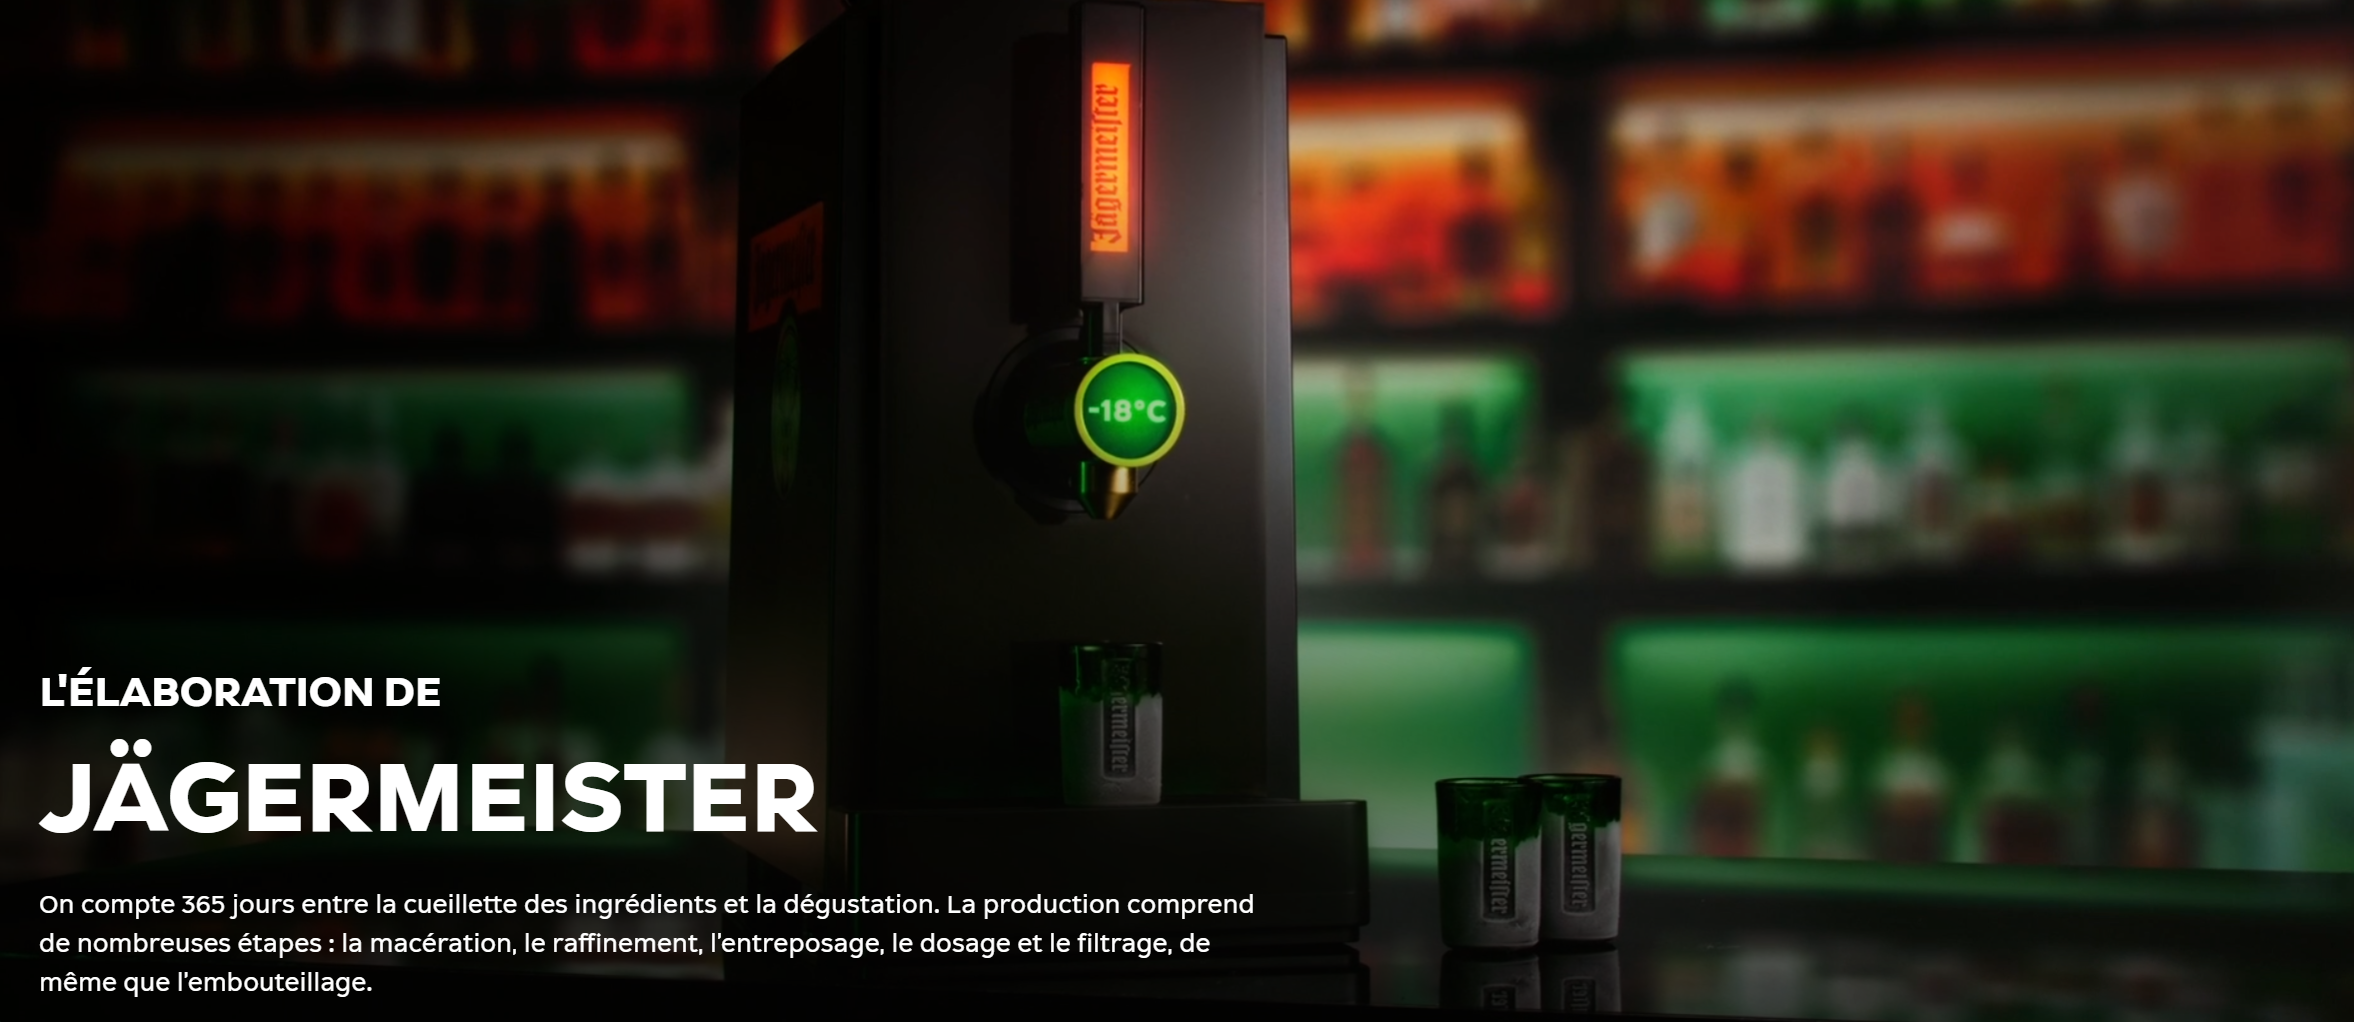 Jägermeister
-18°C
L'ÉLABORATION DE
JÄGERMEISTER
On compte 365 jours entre la cueillette des ingrédients et la dégustation. La production comprend
de nombreuses étapes : la macération, le raffinement, l'entreposage, le dosage et le filtrage, de
même que l'embouteillage.